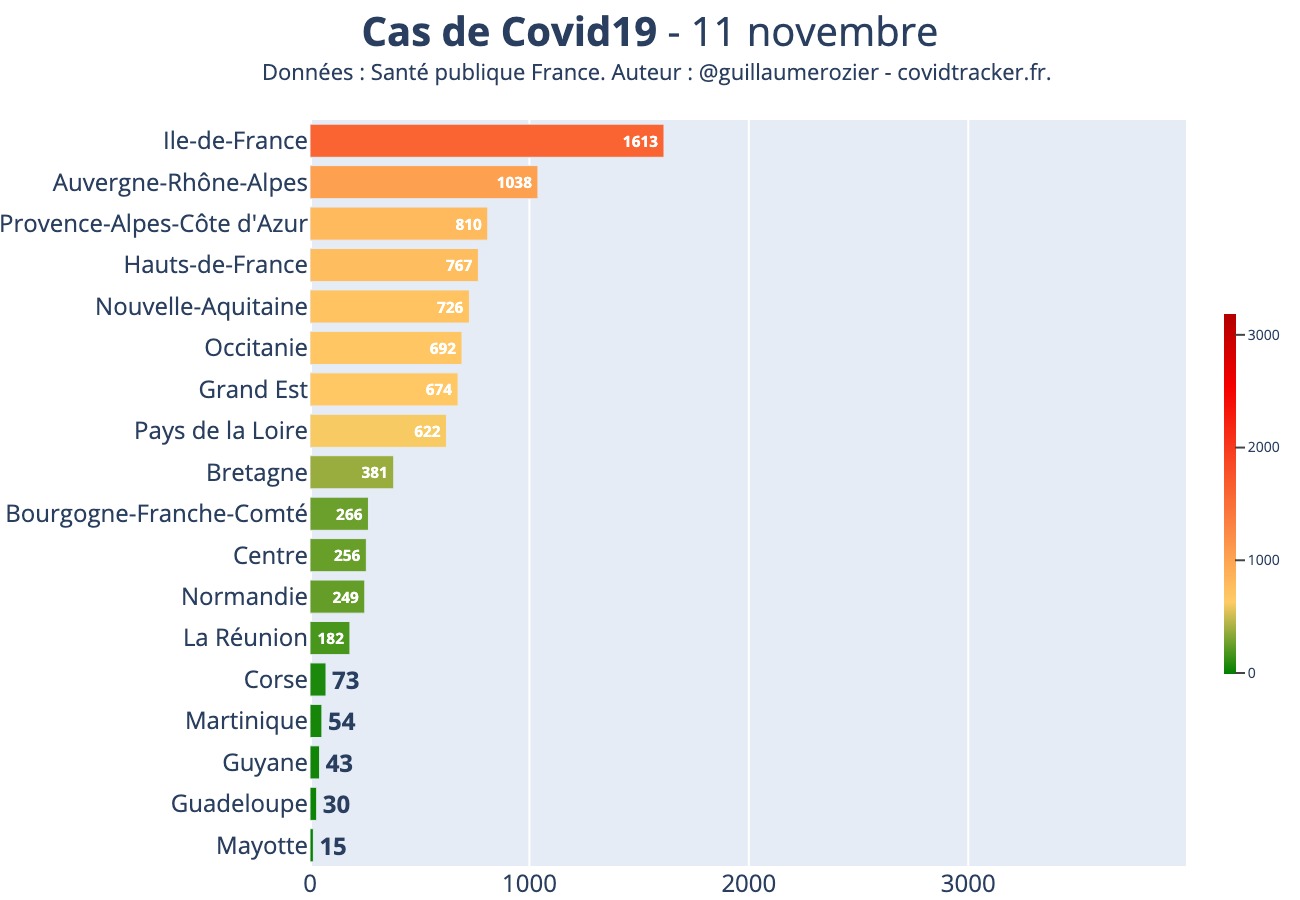 Cas de Covid19 - 11 novembre
Données : Santé publique France. Auteur : @guillaumerozier - covidtracker.fr.
Ile-de-France 1613
Auvergne-Rhône-Alpes 1038
Provence-Alpes-Côte d'Azur 810
Hauts-de-France 767
Nouvelle-Aquitaine 726
Occitanie 692
Grand Est 674
Pays de la Loire 622
Bretagne 381
Bourgogne-Franche-Comté 266
Centre 256
Normandie 249
La Réunion 182
Corse 73
Martinique 54
Guyane 43
Guadeloupe 30
Mayotte 15
0 1000 2000 3000
3000
2000
1000
0